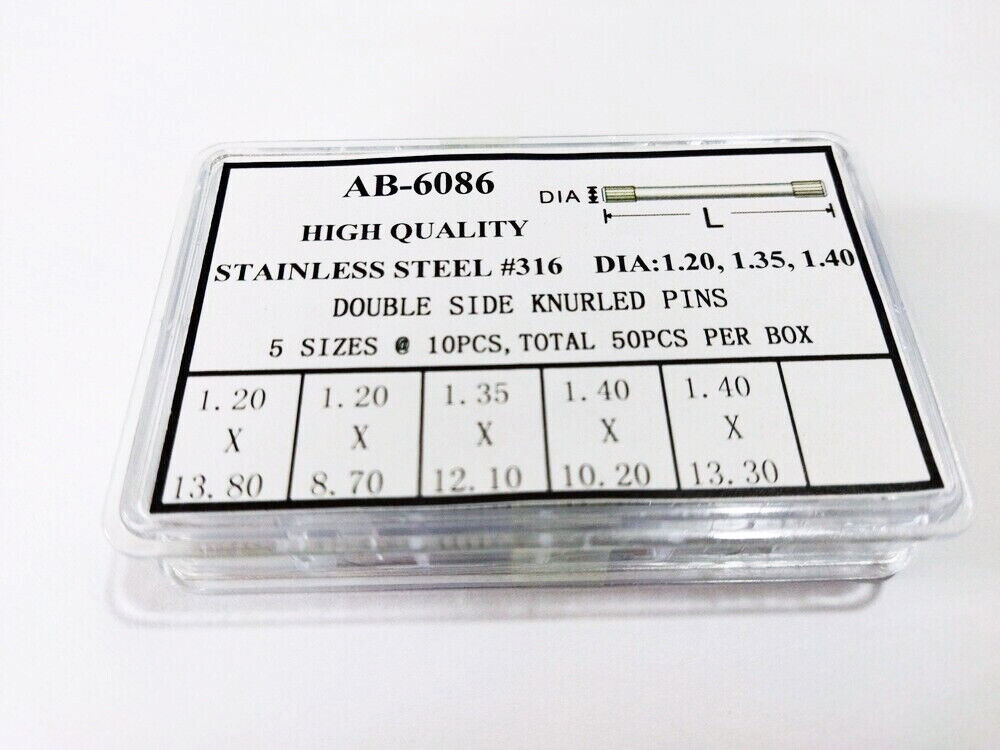 AB-6086
DIA
L
HIGH QUALITY
STAINLESS STEEL #316 DIA:1.20, 1.35, 1.40
DOUBLE SIDE KNURLED PINS
5 SIZES @ 10PCS, TOTAL 50PCS PER BOX
1.20 1.20 1.35 1.40 1.40
X X X X X
13.80 8.70 12.10 10.20 13.30